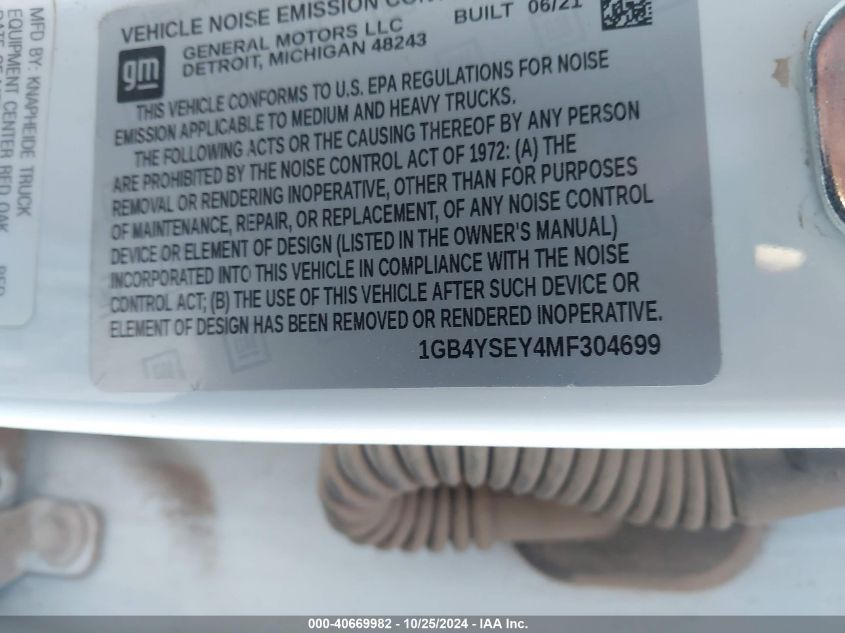 VEHICLE NOISE EMISSION
BUILT 06/21
gm
GENERAL MOTORS LLC
DETROIT, MICHIGAN 48243
THIS VEHICLE CONFORMS TO U.S. EPA REGULATIONS FOR NOISE
EMISSION APPLICABLE TO MEDIUM AND HEAVY TRUCKS.
THE FOLLOWING ACTS OR THE CAUSING THEREOF BY ANY PERSON
ARE PROHIBITED BY THE NOISE CONTROL ACT OF 1972: (A) THE
REMOVAL OR RENDERING INOPERATIVE, OTHER THAN FOR PURPOSES
OF MAINTENANCE, REPAIR, OR REPLACEMENT, OF ANY NOISE CONTROL
DEVICE OR ELEMENT OF DESIGN (LISTED IN THE OWNER'S MANUAL)
INCORPORATED INTO THIS VEHICLE IN COMPLIANCE WITH THE NOISE
CONTROL ACT; (B) THE USE OF THIS VEHICLE AFTER SUCH DEVICE OR
ELEMENT OF DESIGN HAS BEEN REMOVED OR RENDERED INOPERATIVE.
1GB4YSEY4MF304699
MFD BY: KNAPHEIDE TRUCK
EQUIPMENT CENTER RED OAK
000-40669982 - 10/25/2024 - IAA Inc.